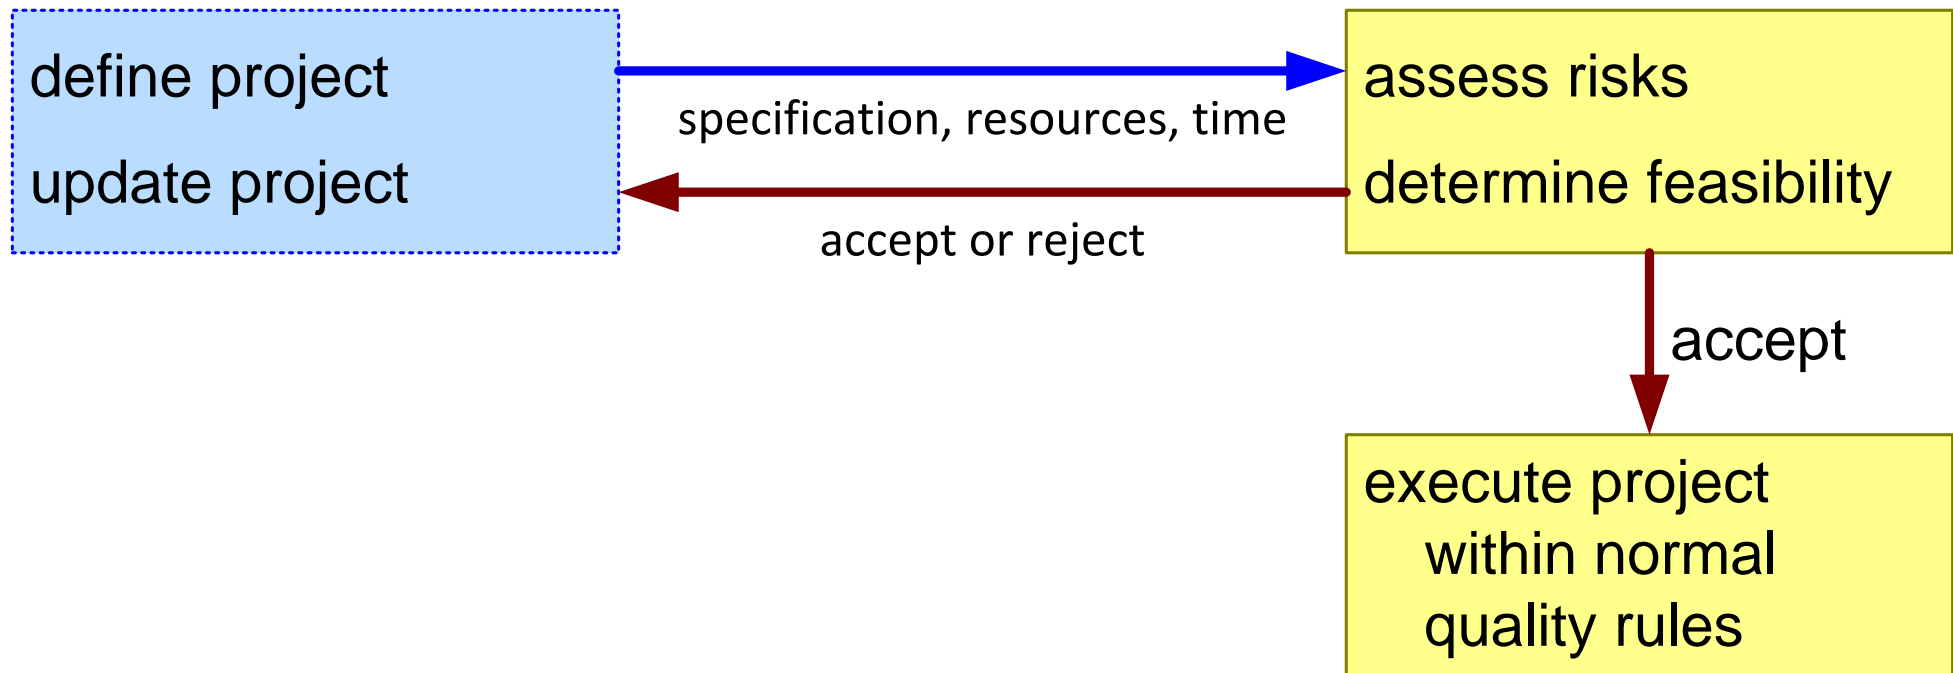 define project
update project
specification, resources, time
accept or reject
assess risks
determine feasibility
accept
execute project
within normal
quality rules